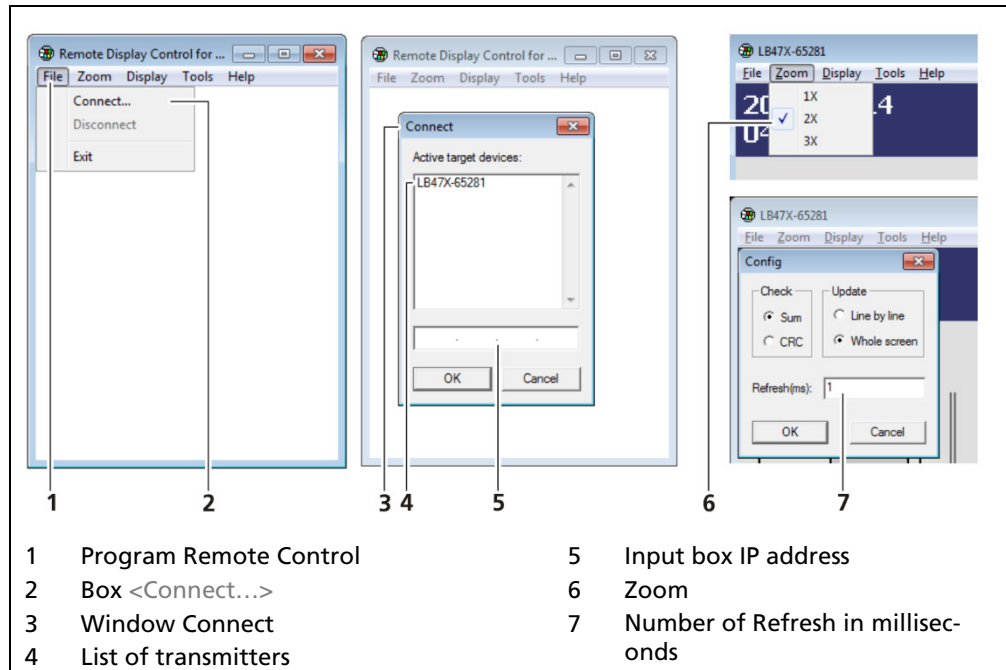 Remote Display Control for ...
File Zoom Display Tools Help
Connect...
Disconnect
Exit
1
2
Remote Display Control for ...
File Zoom Display Tools Help
Connect
Active target devices:
LB47X-65281
. . .
OK Cancel
3 4 5
LB47X-65281
File Zoom Display Tools Help
1X
2X
3X
20 .4
04
LB47X-65281
File Zoom Display Tools Help
Config
Check Update
Sum Line by line
CRC Whole screen
Refresh(ms): 1
OK Cancel
6 7
1 Program Remote Control
2 Box <Connect...>
3 Window Connect
4 List of transmitters
5 Input box IP address
6 Zoom
7 Number of Refresh in millisec-
onds